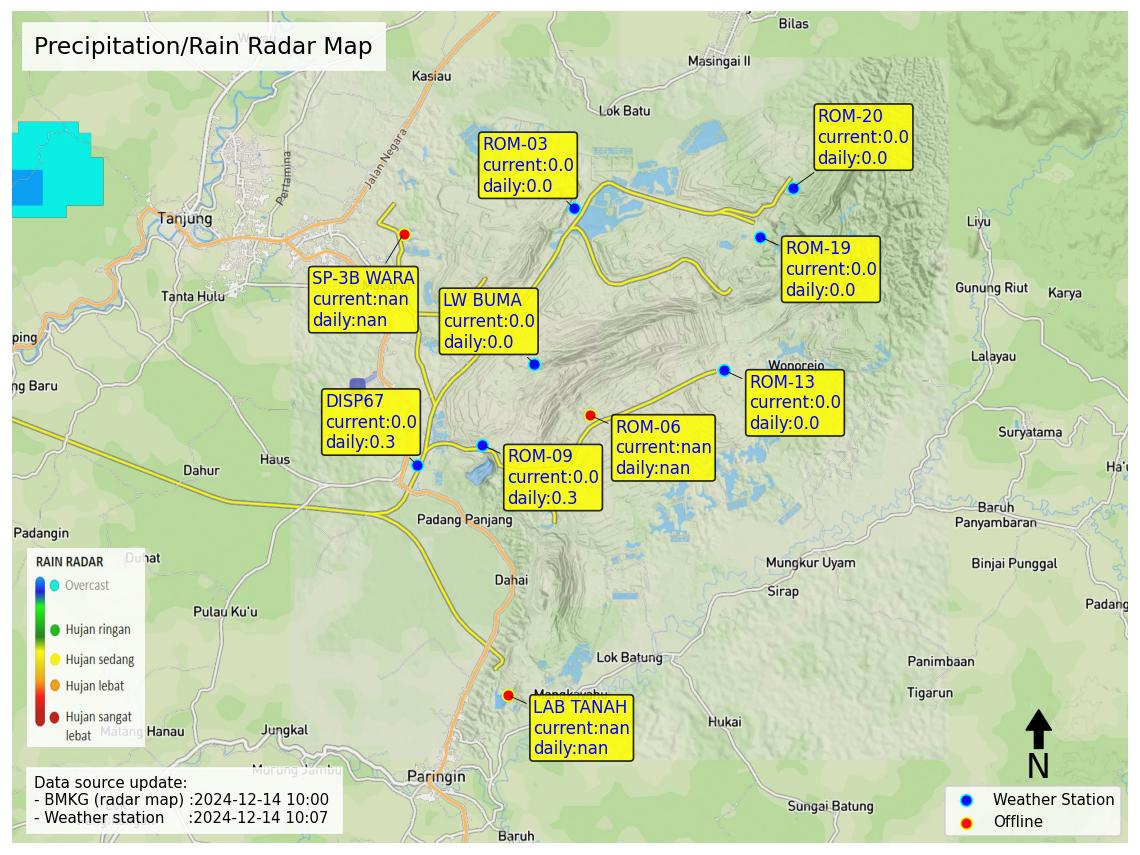 Precipitation/Rain Radar Map
Bilas
Masingai II
Kasiau
Lok Batu
Jalan Negara
Pertamina
Tanjung
Tanta Hulu
ROM-20
current:0.0
daily:0.0
ROM-03
current:0.0
daily:0.0
ROM-19
current:0.0
daily:0.0
SP-3B WARA
current:nan
daily:nan
LW BUMA
current:0.0
daily:0.0
Liyu
Gunung Riut
Karya
Lalayau
ping
ng Baru
Wonorejo
ROM-13
current:0.0
daily:0.0
DISP67
current:0.0
daily:0.3
ROM-06
current:nan
daily:nan
ROM-09
current:0.0
daily:0.3
Suryatama
Ha'u
Haus
Dahur
Padang Panjang
Baruh
Panyambaran
Padangin
Duhat
Binjai Punggal
Mungkur Uyam
Dahai
Sirap
Padang
Pulau Ku'u
RAIN RADAR
Overcast
Hujan ringan
Hujan sedang
Hujan lebat
Hujan sangat
lebat
Lok Batung
Panimbaan
Tigarun
Mangkayahu
LAB TANAH
current:nan
daily:nan
Hukai
Matang Hanau
Jungkal
Murung Jambu
Paringin
Sungai Batung
Baruh
Data source update:
- BMKG (radar map) :2024-12-14 10:00
- Weather station :2024-12-14 10:07
N
Weather Station
Offline